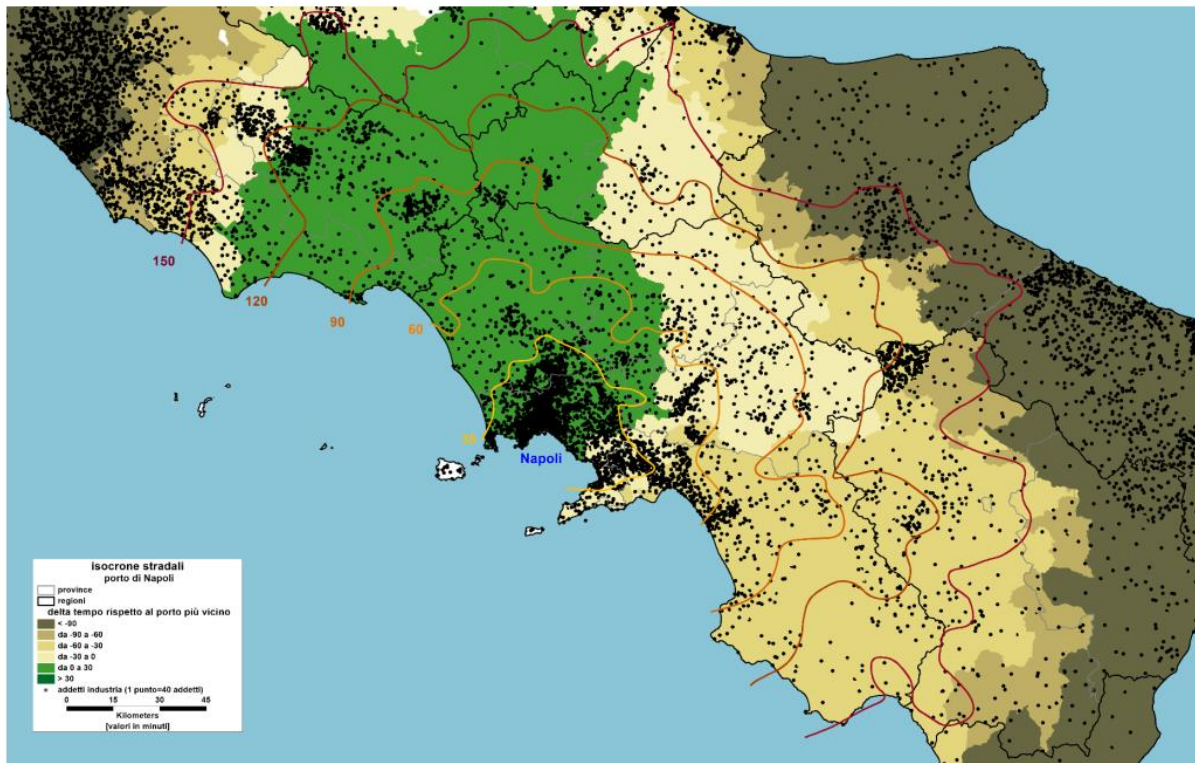 150
120
90
60
30
Napoli
isocrone stradali
porto di Napoli
province
regioni
delta tempo rispetto al porto più vicino
< -90
da -90 a -60
da -60 a -30
da -30 a 0
da 0 a 30
> 30
addetti industria (1 punto=40 addetti)
0 15 30 45
Kilometers
[valori in minuti]